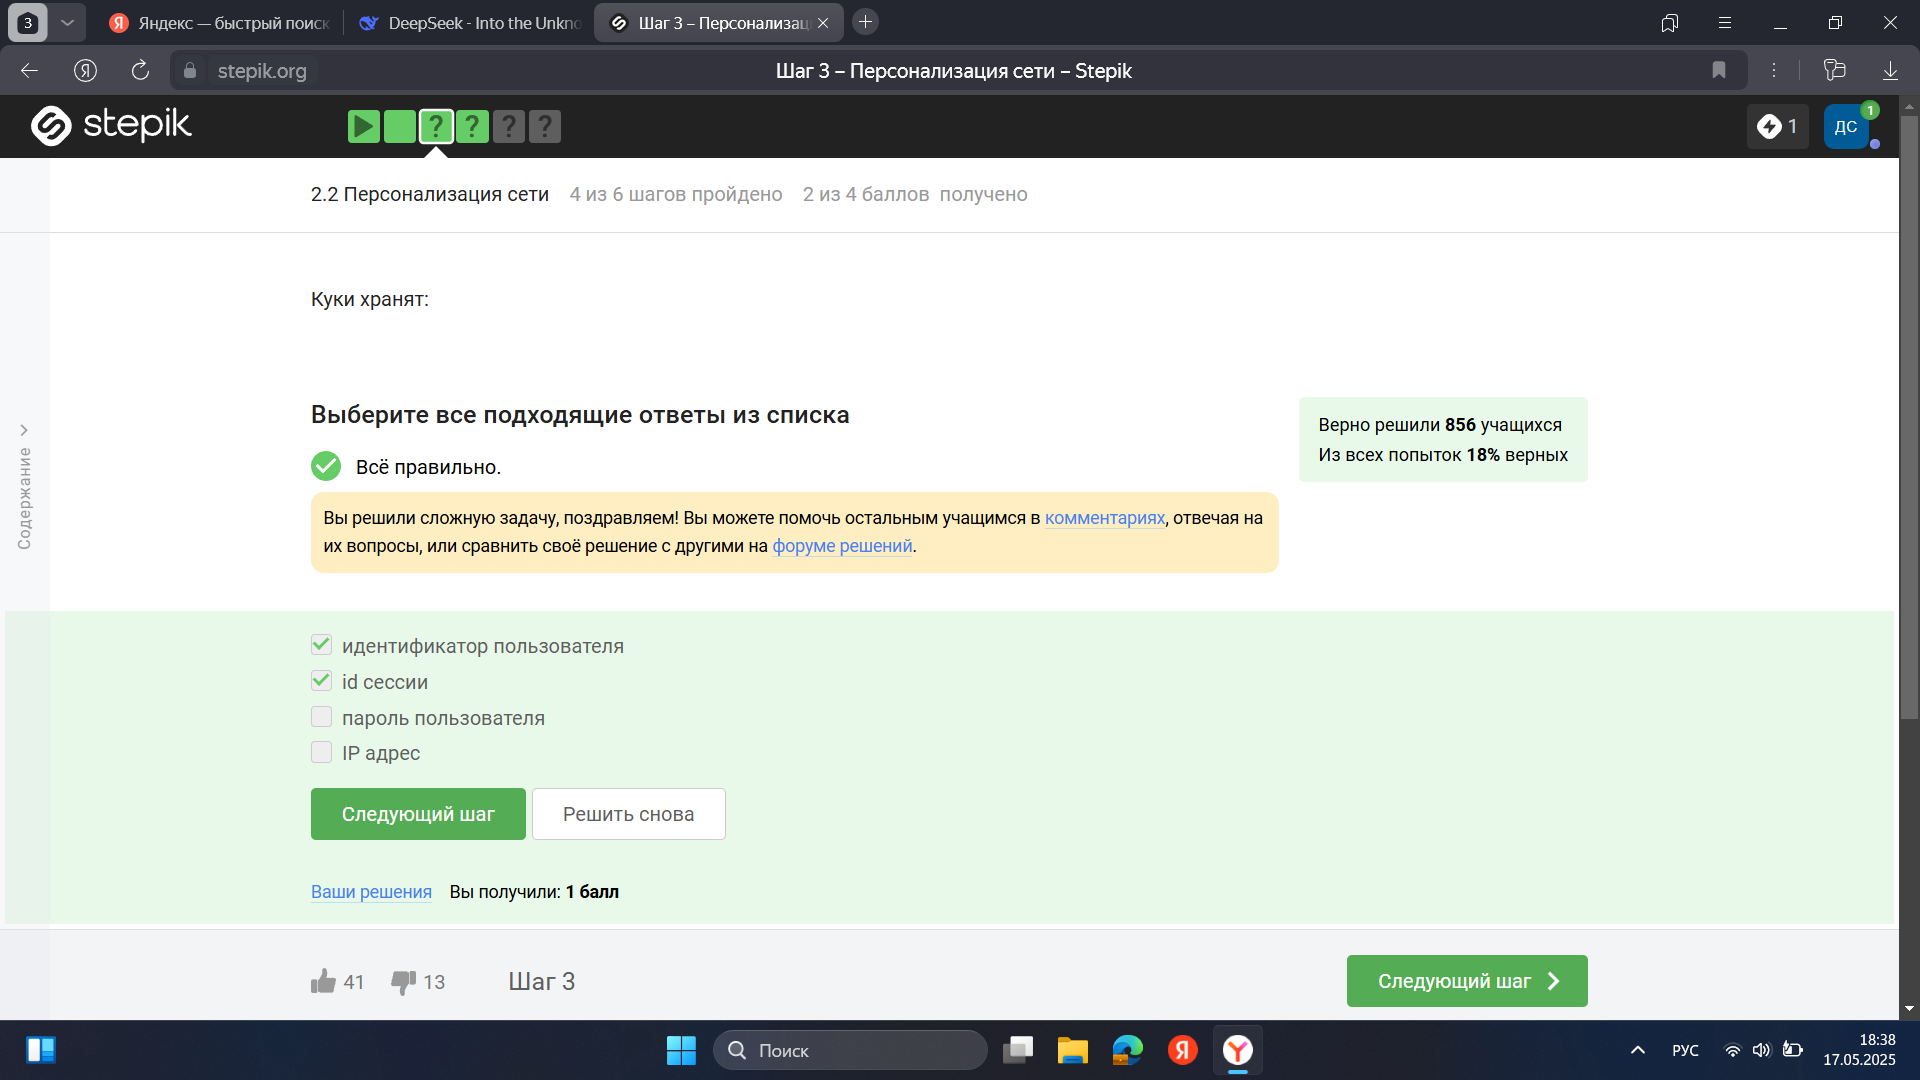 3
Яндекс — быстрый поиск
DeepSeek - Into the Unkno
Шаг 3 – Персонализац
stepik.org
Шаг 3 – Персонализация сети – Stepik
stepik
? ? ? ?
1
ДС
1
2.2 Персонализация сети 4 из 6 шагов пройдено 2 из 4 баллов получено
Куки хранят:
Содержание
Выберите все подходящие ответы из списка
Всё правильно.
Верно решили 856 учащихся
Из всех попыток 18% верных
Вы решили сложную задачу, поздравляем! Вы можете помочь остальным учащимся в комментариях, отвечая на
их вопросы, или сравнить своё решение с другими на форуме решений.
идентификатор пользователя
id сессии
пароль пользователя
IP адрес
Следующий шаг
Решить снова
Ваши решения Вы получили: 1 балл
41
13
Шаг 3
Следующий шаг
Поиск
РУС
18:38
17.05.2025